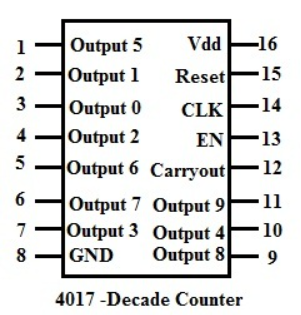 1 Output 5 Vdd 16
2 Output 1 Reset 15
3 Output 0 CLK 14
4 Output 2 EN 13
5 Output 6 Carryout 12
6 Output 7 Output 9 11
7 Output 3 Output 4 10
8 GND Output 8 9
4017 -Decade Counter